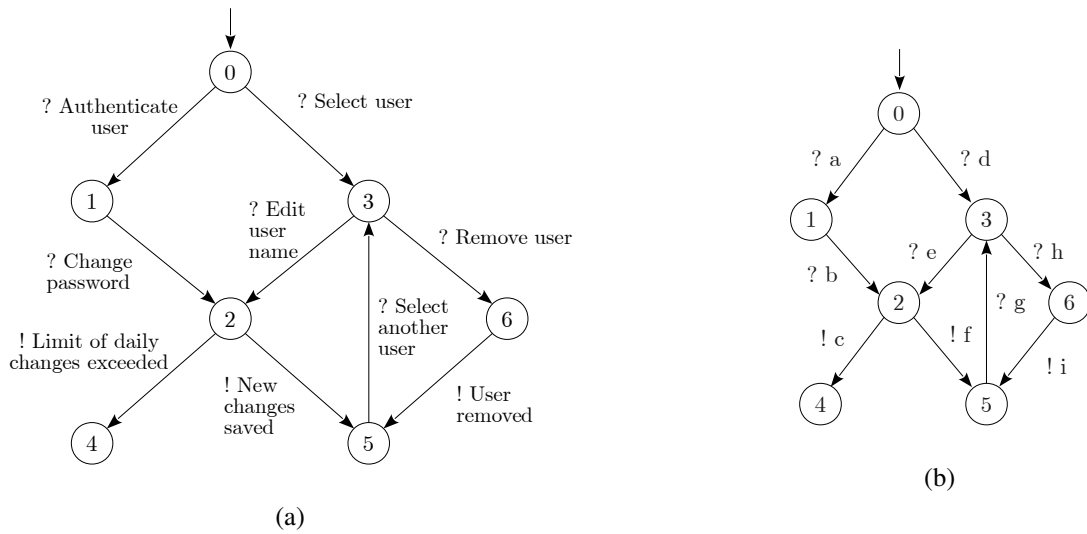 0
? Authenticate
user
? Select user
1
3
? Edit
user
name
? Remove user
? Change
password
2
? Select
another
user
6
! Limit of daily
changes exceeded
! New
changes
saved
! User
removed
4
5
(a)
0
? a
? d
1
3
? b
? e
? h
2
? g
6
! c
! f
! i
4
5
(b)